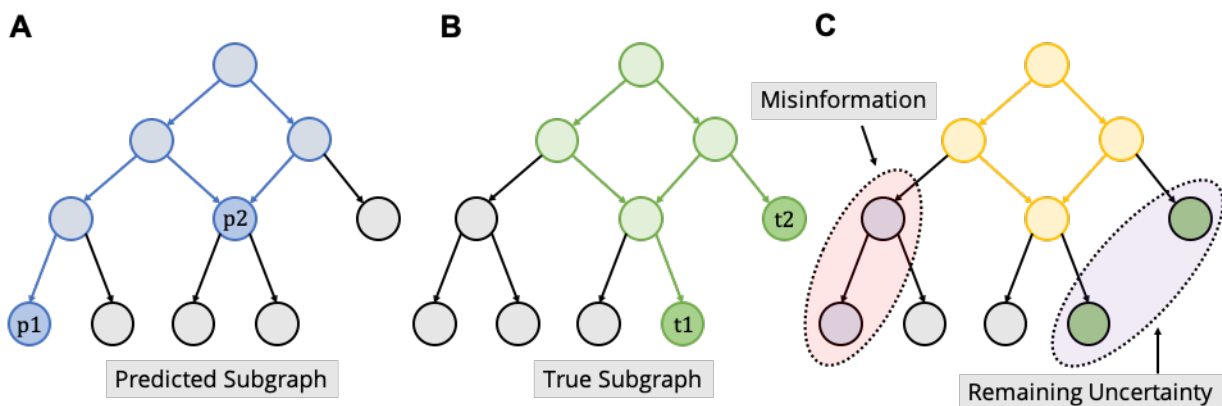 A
B
C
Misinformation
p2
t2
p1
t1
Predicted Subgraph
True Subgraph
Remaining Uncertainty